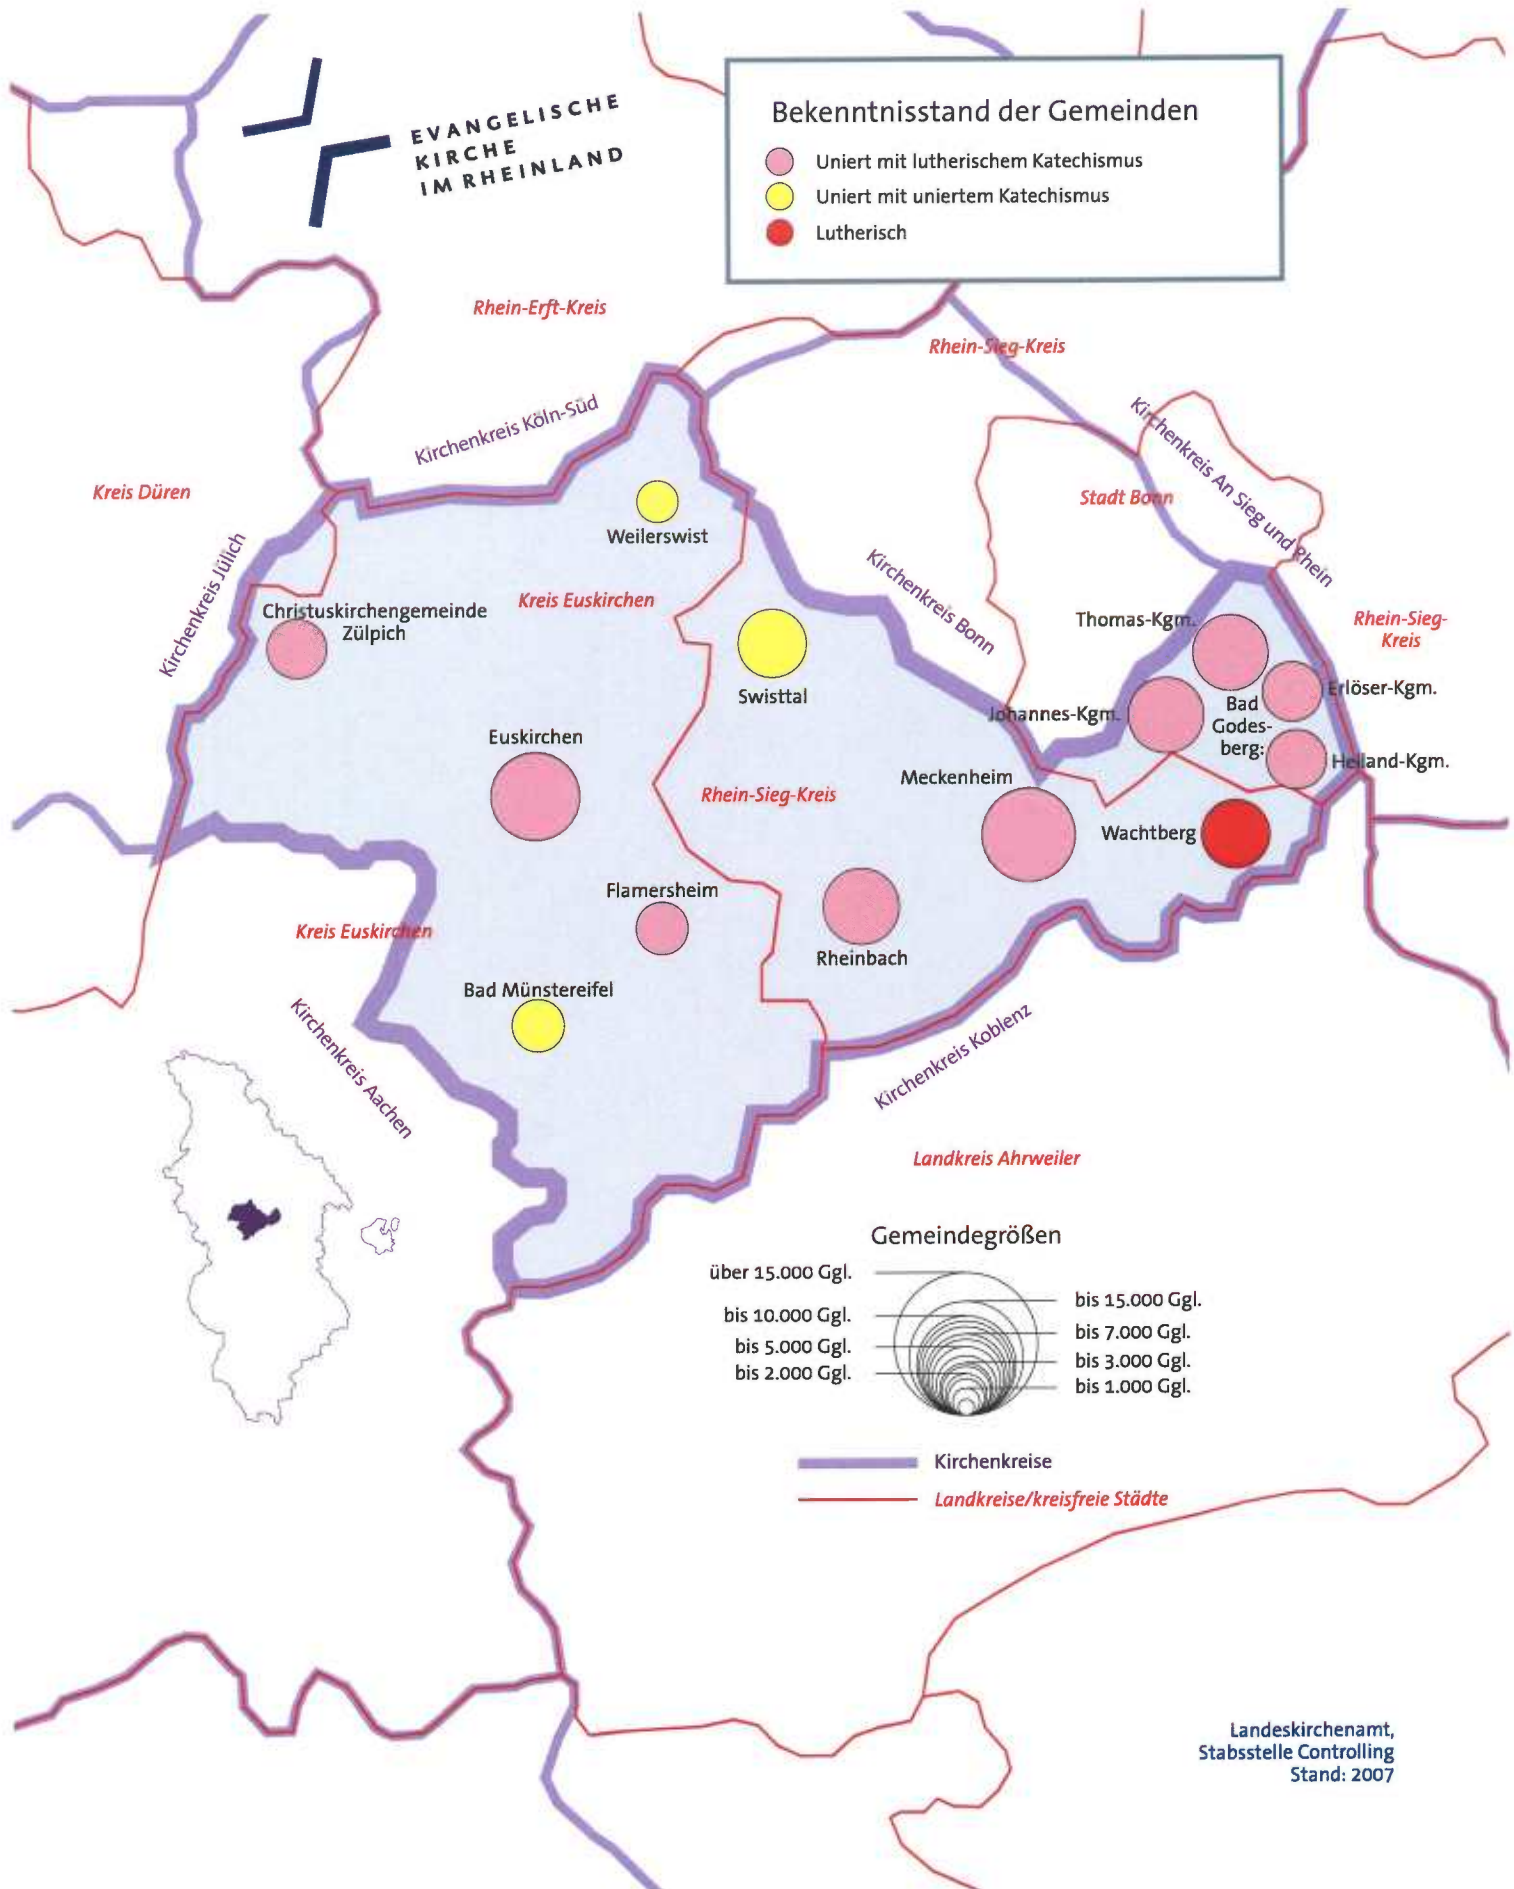 EVANGELISCHE
KIRCHE
IM RHEINLAND
Bekenntnisstand der Gemeinden
Uniert mit lutherischem Katechismus
Uniert mit uniertem Katechismus
Lutherisch
Rhein-Erft-Kreis
Rhein-Sieg-Kreis
Kirchenkreis Köln-Süd
Kirchenkreis An Sieg und Rhein
Kreis Düren
Stadt Bonn
Weilerswist
Kirchenkreis Jülich
Kirchenkreis Bonn
Kreis Euskirchen
Christuskirchengemeinde
Zülpich
Thomas-Kgm.
Rhein-Sieg-
Kreis
Swisttal
Erlöser-Kgm.
Johannes-Kgm.
Bad
Godes-
berg:
Euskirchen
Heiland-Kgm.
Meckenheim
Rhein-Sieg-Kreis
Wachtberg
Flamersheim
Kreis Euskirchen
Rheinbach
Bad Münstereifel
Kirchenkreis Aachen
Kirchenkreis Koblenz
Landkreis Ahrweiler
Gemeindegrößen
über 15.000 Ggl.
bis 15.000 Ggl.
bis 10.000 Ggl.
bis 7.000 Ggl.
bis 5.000 Ggl.
bis 3.000 Ggl.
bis 2.000 Ggl.
bis 1.000 Ggl.
Kirchenkreise
Landkreise/kreisfreie Städte
Landeskirchenamt,
Stabsstelle Controlling
Stand: 2007